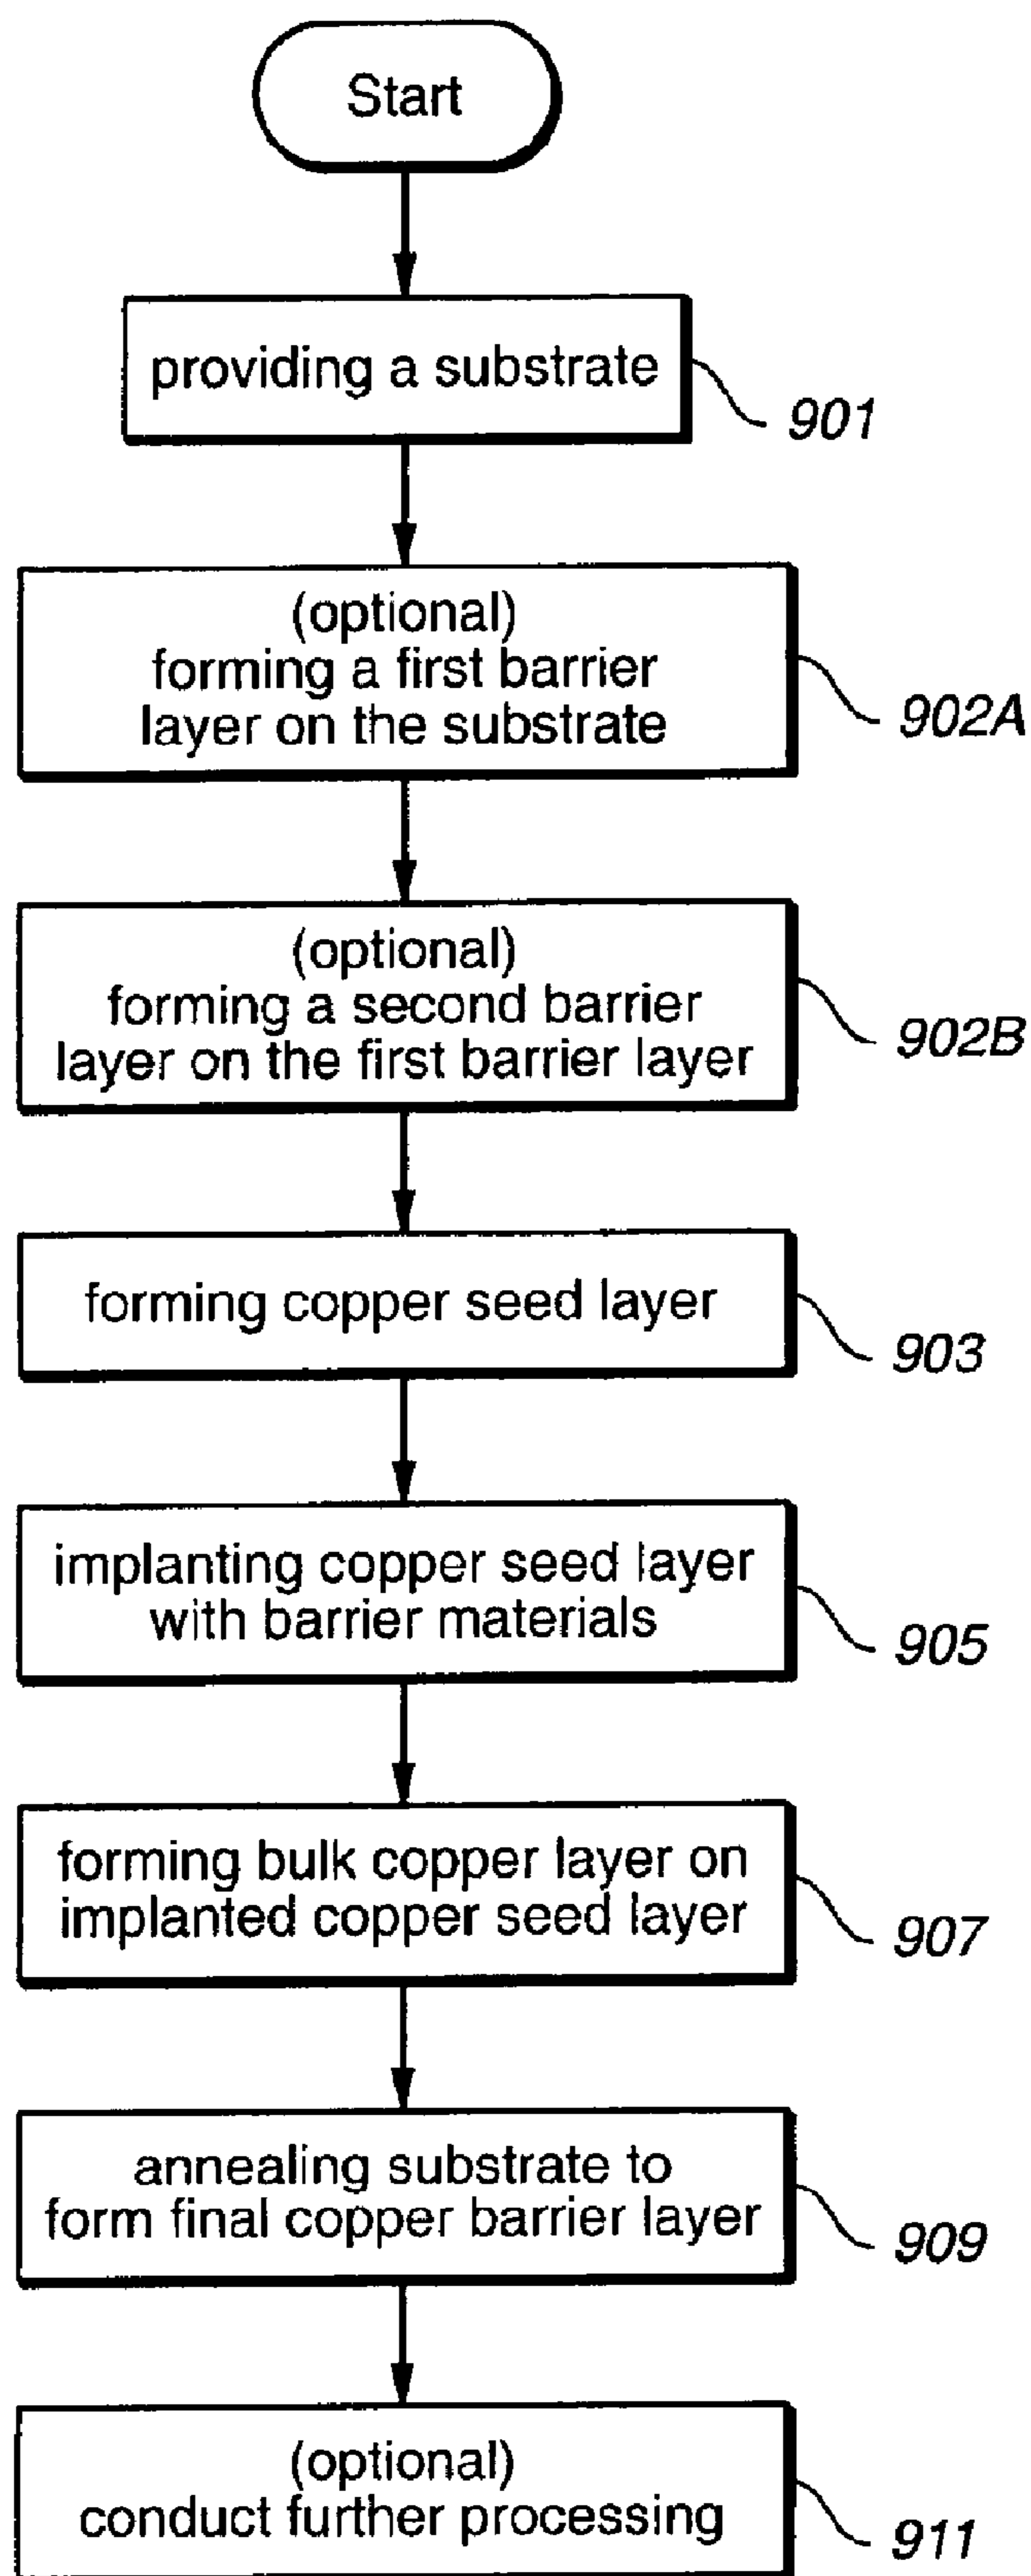 Start
providing a substrate
901
(optional)
forming a first barrier
layer on the substrate
902A
(optional)
forming a second barrier
layer on the first barrier layer
902B
forming copper seed layer
903
implanting copper seed layer
with barrier materials
905
forming bulk copper layer on
implanted copper seed layer
907
annealing substrate to
form final copper barrier layer
909
(optional)
conduct further processing
911